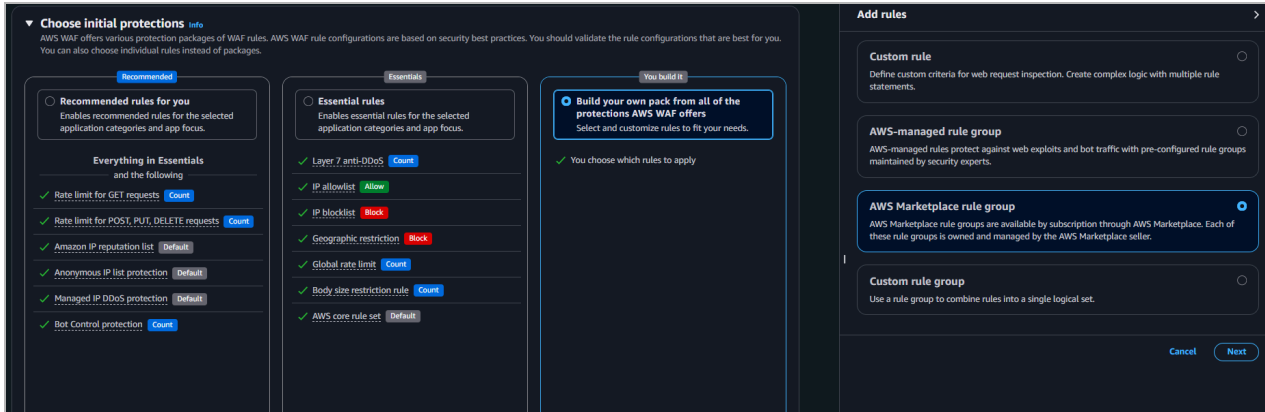 Choose initial protections Info
AWS WAF offers various protection packages of WAF rules. AWS WAF rule configurations are based on security best practices. You should validate the rule configurations that are best for you.
You can also choose individual rules instead of packages.
Recommended
Recommended rules for you
Enables recommended rules for the selected
application categories and app focus.
Everything in Essentials
and the following
Rate limit for GET requests Count
Rate limit for POST, PUT, DELETE requests Count
Amazon IP reputation list Default
Anonymous IP list protection Default
Managed IP DDoS protection Default
Bot Control protection Count
Essentials
Essential rules
Enables essential rules for the selected
application categories and app focus.
Layer 7 anti-DDoS Count
IP allowlist Allow
IP blocklist Block
Geographic restriction Block
Global rate limit Count
Body size restriction rule Count
AWS core rule set Default
You build it
Build your own pack from all of the
protections AWS WAF offers
Select and customize rules to fit your needs.
You choose which rules to apply
Add rules
Custom rule
Define custom criteria for web request inspection. Create complex logic with multiple rule
statements.
AWS-managed rule group
AWS-managed rules protect against web exploits and bot traffic with pre-configured rule groups
maintained by security experts.
AWS Marketplace rule group
AWS Marketplace rule groups are available by subscription through AWS Marketplace. Each of
these rule groups is owned and managed by the AWS Marketplace seller.
Custom rule group
Use a rule group to combine rules into a single logical set.
Cancel Next